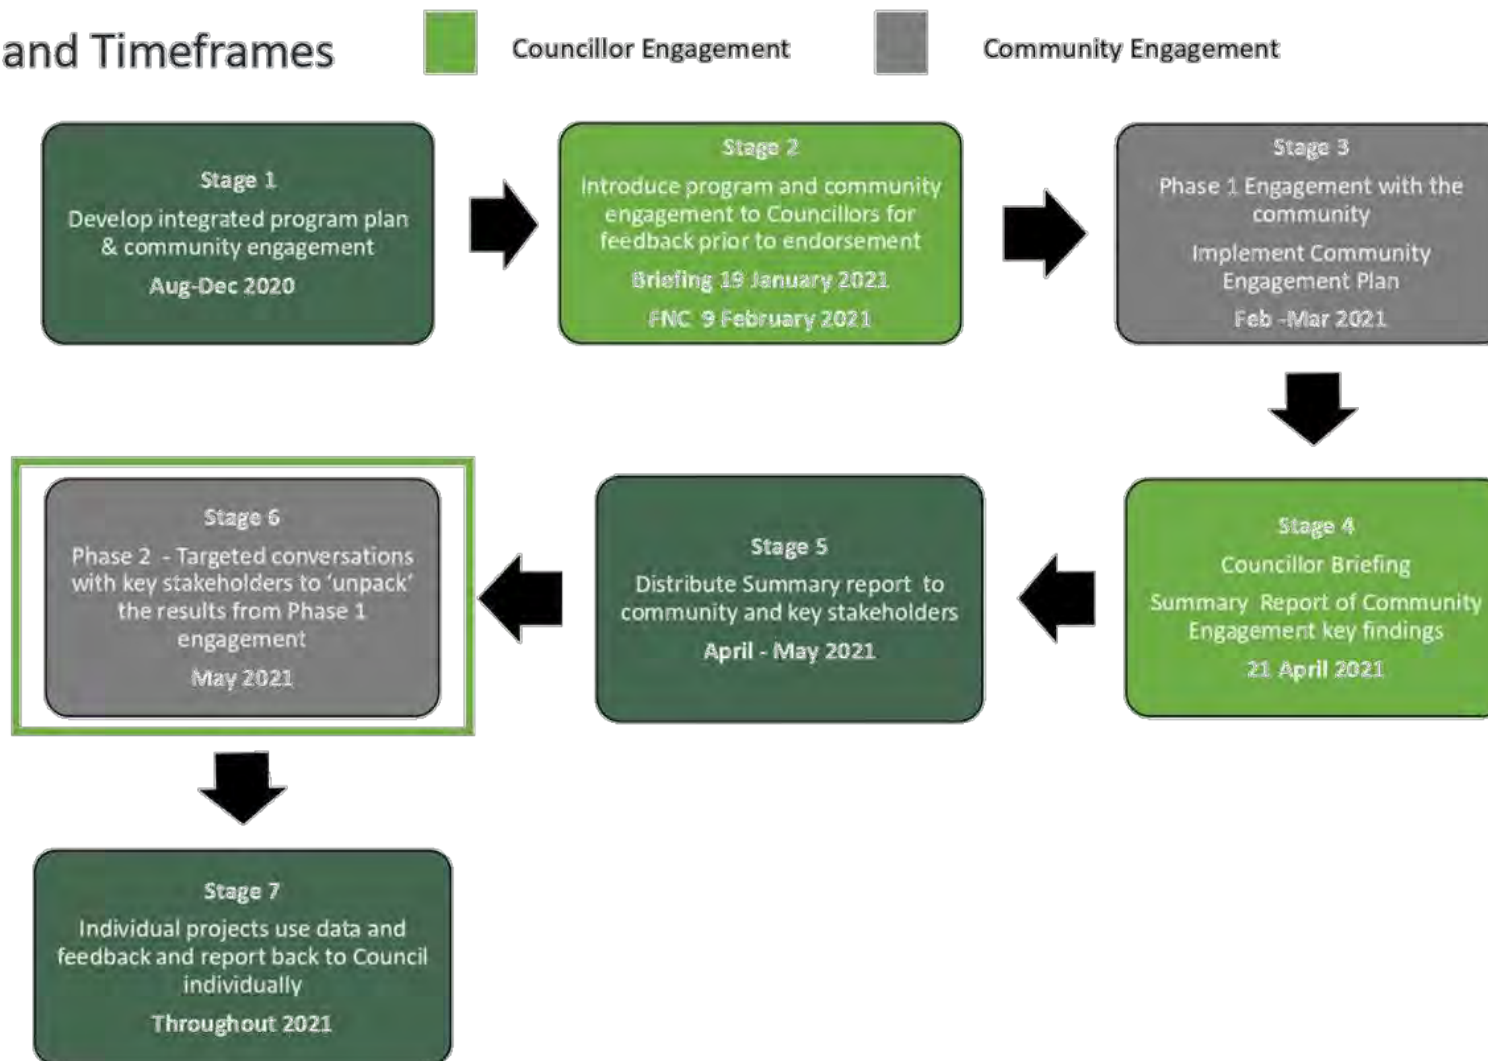 and Timeframes
Councillor Engagement
Community Engagement
Stage 1
Develop integrated program plan
& community engagement
Aug-Dec 2020
Stage 2
Introduce program and community
engagement to Councillors for
feedback prior to endorsement
Briefing 19 January 2021
FNC 9 February 2021
Stage 3
Phase 1 Engagement with the
community
Implement Community
Engagement Plan
Feb -Mar 2021
Stage 4
Councillor Briefing
Summary Report of Community
Engagement key findings
21 April 2021
Stage 5
Distribute Summary report to
community and key stakeholders
April - May 2021
Stage 6
Phase 2 - Targeted conversations
with key stakeholders to ‘unpack’
the results from Phase 1
engagement
May 2021
Stage 7
Individual projects use data and
feedback and report back to Council
individually
Throughout 2021